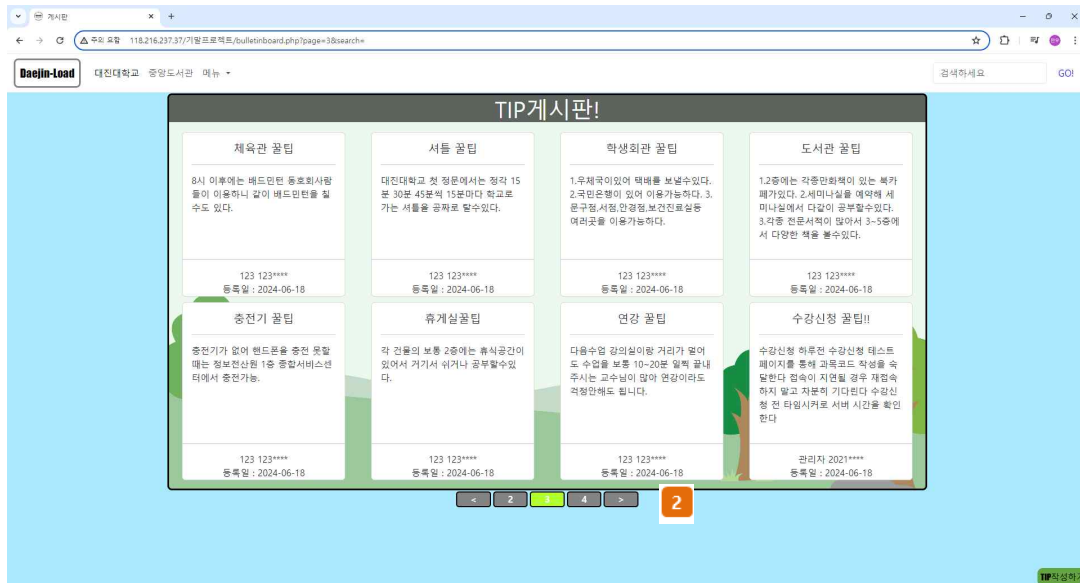 게시판
주의 요함 118.216.237.37/기말프로젝트/bulletinboard.php?page=3&search=
Daejin-Load 대진대학교 중앙도서관 메뉴 검색하세요 GO!
TIP게시판!
체육관 꿀팁
8시 이후에는 배드민턴 동호회사람
들이 이용하니 같이 배드민턴을 칠
수도 있다.
123 123****
등록일 : 2024-06-18
셔틀 꿀팁
대진대학교 첫 정문에서는 정각 15
분 30분 45분씩 15분마다 학교로
가는 셔틀을 공짜로 탈수있다.
123 123****
등록일 : 2024-06-18
학생회관 꿀팁
1.우체국이있어 택배를 보낼수있다.
2.국민은행이 있어 이용가능하다. 3.
문구점,서점,안경점,보건진료실등
여러곳을 이용가능하다.
123 123****
등록일 : 2024-06-18
도서관 꿀팁
1.2층에는 각종만화책이 있는 북카
페가있다. 2.세미나실을 예약해 세
미나실에서 다같이 공부할수있다.
3.각종 전문서적이 많아서 3~5층에
서 다양한 책을 볼수있다.
123 123****
등록일 : 2024-06-18
충전기 꿀팁
충전기가 없어 핸드폰을 충전 못할
때는 정보전산원 1층 종합서비스센
터에서 충전가능.
123 123****
등록일 : 2024-06-18
휴게실꿀팁
각 건물의 보통 2층에는 휴식공간이
있어서 거기서 쉬거나 공부할수있
다.
123 123****
등록일 : 2024-06-18
연강 꿀팁
다음수업 강의실이랑 거리가 멀어
도 수업을 보통 10~20분 일찍 끝내
주시는 교수님이 많아 연강이라도
걱정안해도 됩니다.
123 123****
등록일 : 2024-06-18
수강신청 꿀팁!!
수강신청 하루전 수강신청 테스트
페이지를 통해 과목코드 작성을 숙
달한다 접속이 지연될 경우 재접속
하지 말고 차분히 기다린다 수강신
청 전 타임시커로 서버 시간을 확인
한다
관리자 2021****
등록일 : 2024-06-18
< 2 3 4 >
2
TIP작성하기